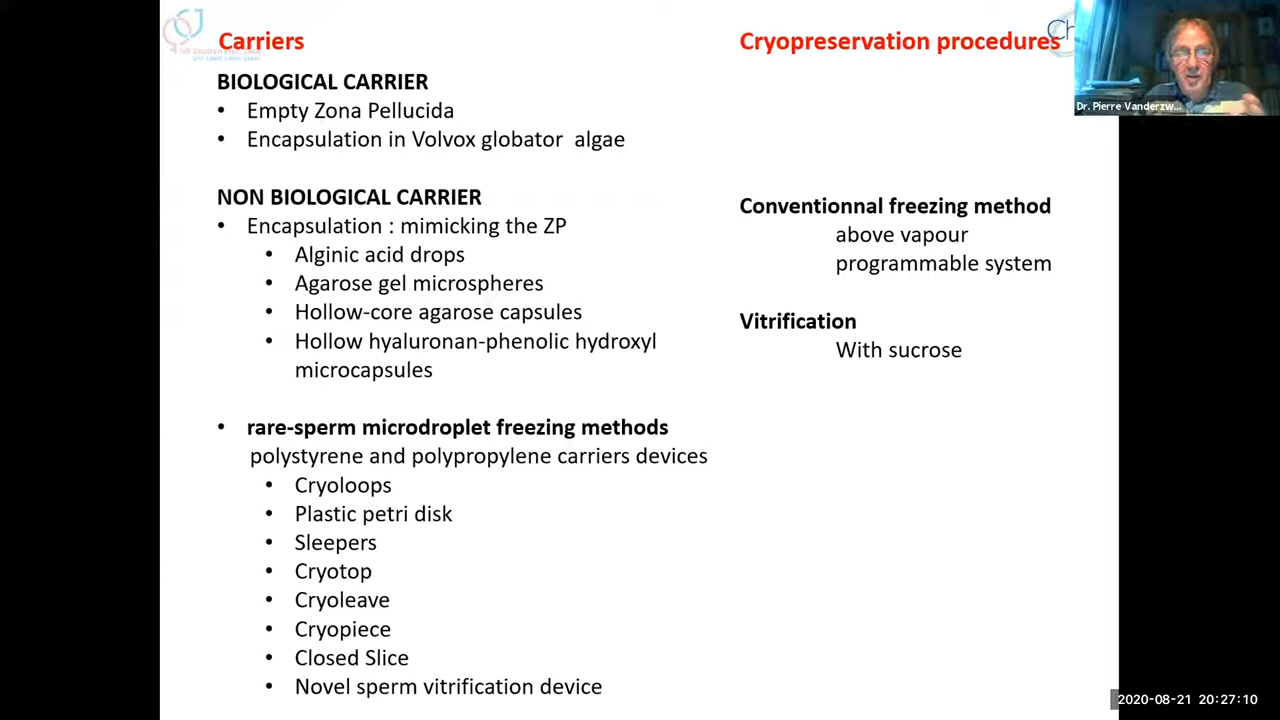 Carriers
BIOLOGICAL CARRIER
• Empty Zona Pellucida
• Encapsulation in Volvox globator algae
NON BIOLOGICAL CARRIER
• Encapsulation : mimicking the ZP
• Alginic acid drops
• Agarose gel microspheres
• Hollow-core agarose capsules
• Hollow hyaluronan-phenolic hydroxyl
microcapsules
• rare-sperm microdroplet freezing methods
polystyrene and polypropylene carriers devices
• Cryoloops
• Plastic petri disk
• Sleepers
• Cryotop
• Cryoleave
• Cryopiece
• Closed Slice
• Novel sperm vitrification device
Cryopreservation procedures
Conventionnal freezing method
above vapour
programmable system
Vitrification
With sucrose
Ch
Dr. Pierre Vanderzw...
2020-08-21 20:27:10